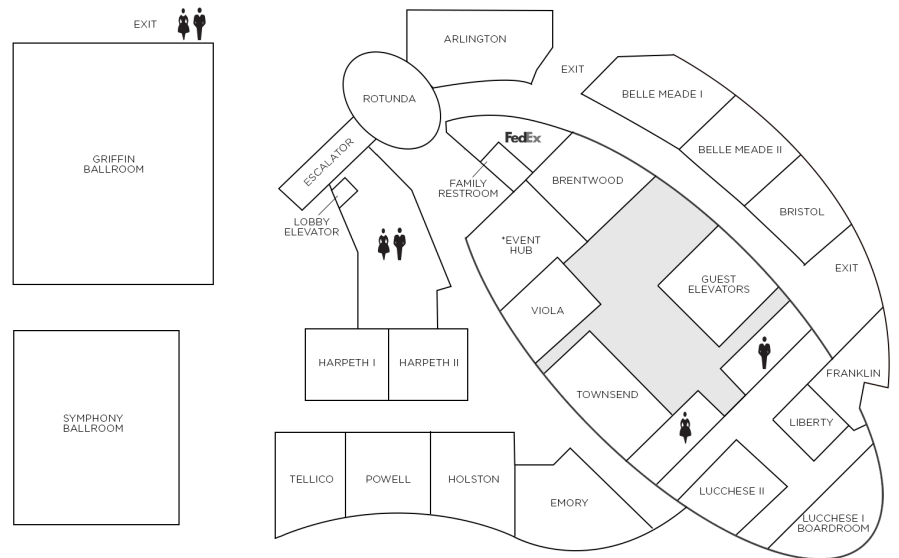 EXIT
ARLINGTON
EXIT
ROTUNDA
BELLE MEADE I
FedEx
BELLE MEADE II
GRIFFIN
BALLROOM
ESCALATOR
FAMILY
RESTROOM
BRENTWOOD
BRISTOL
LOBBY
ELEVATOR
*EVENT
HUB
EXIT
GUEST
ELEVATORS
VIOLA
HARPETH I
HARPETH II
FRANKLIN
TOWNSEND
SYMPHONY
BALLROOM
LIBERTY
TELLICO
POWELL
HOLSTON
EMORY
LUCCHESE II
LUCCHESE I
BOARDROOM